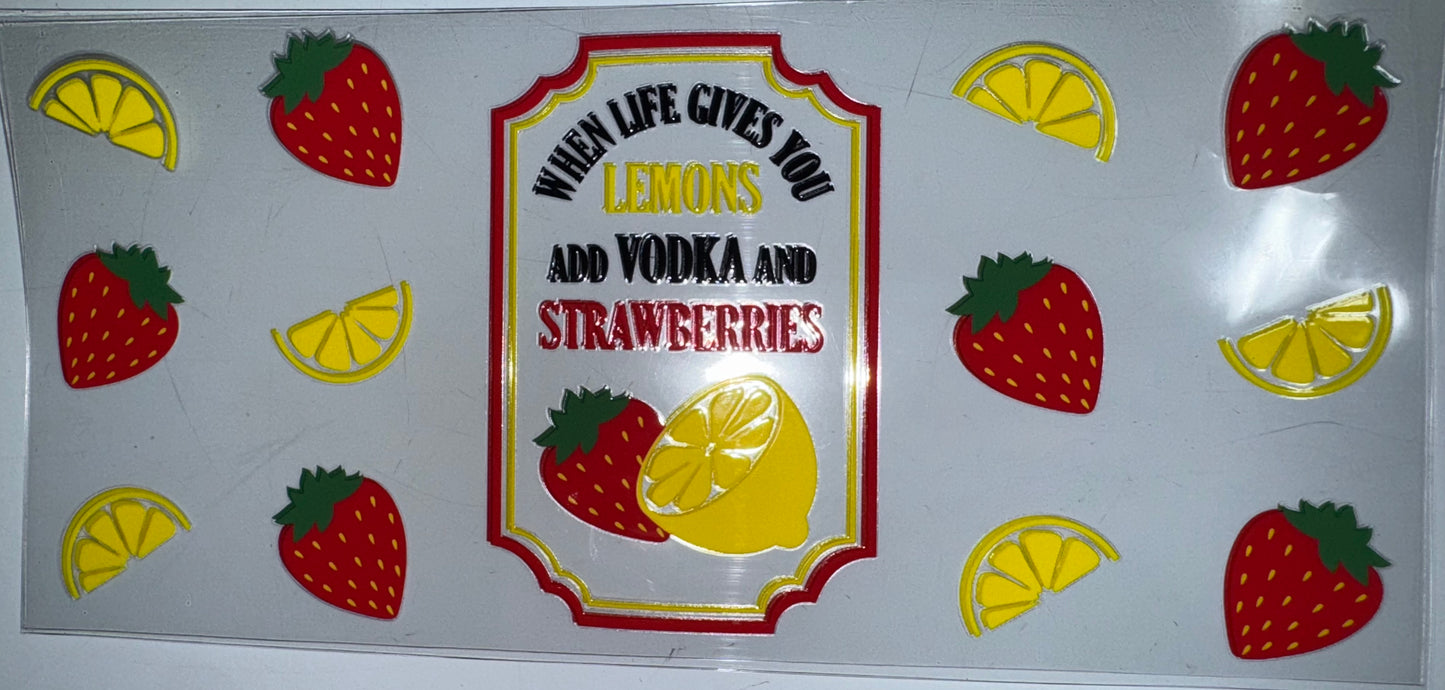 WHEN LIFE GIVES YOU
LEMONS
ADD VODKA AND
STRAWBERRIES